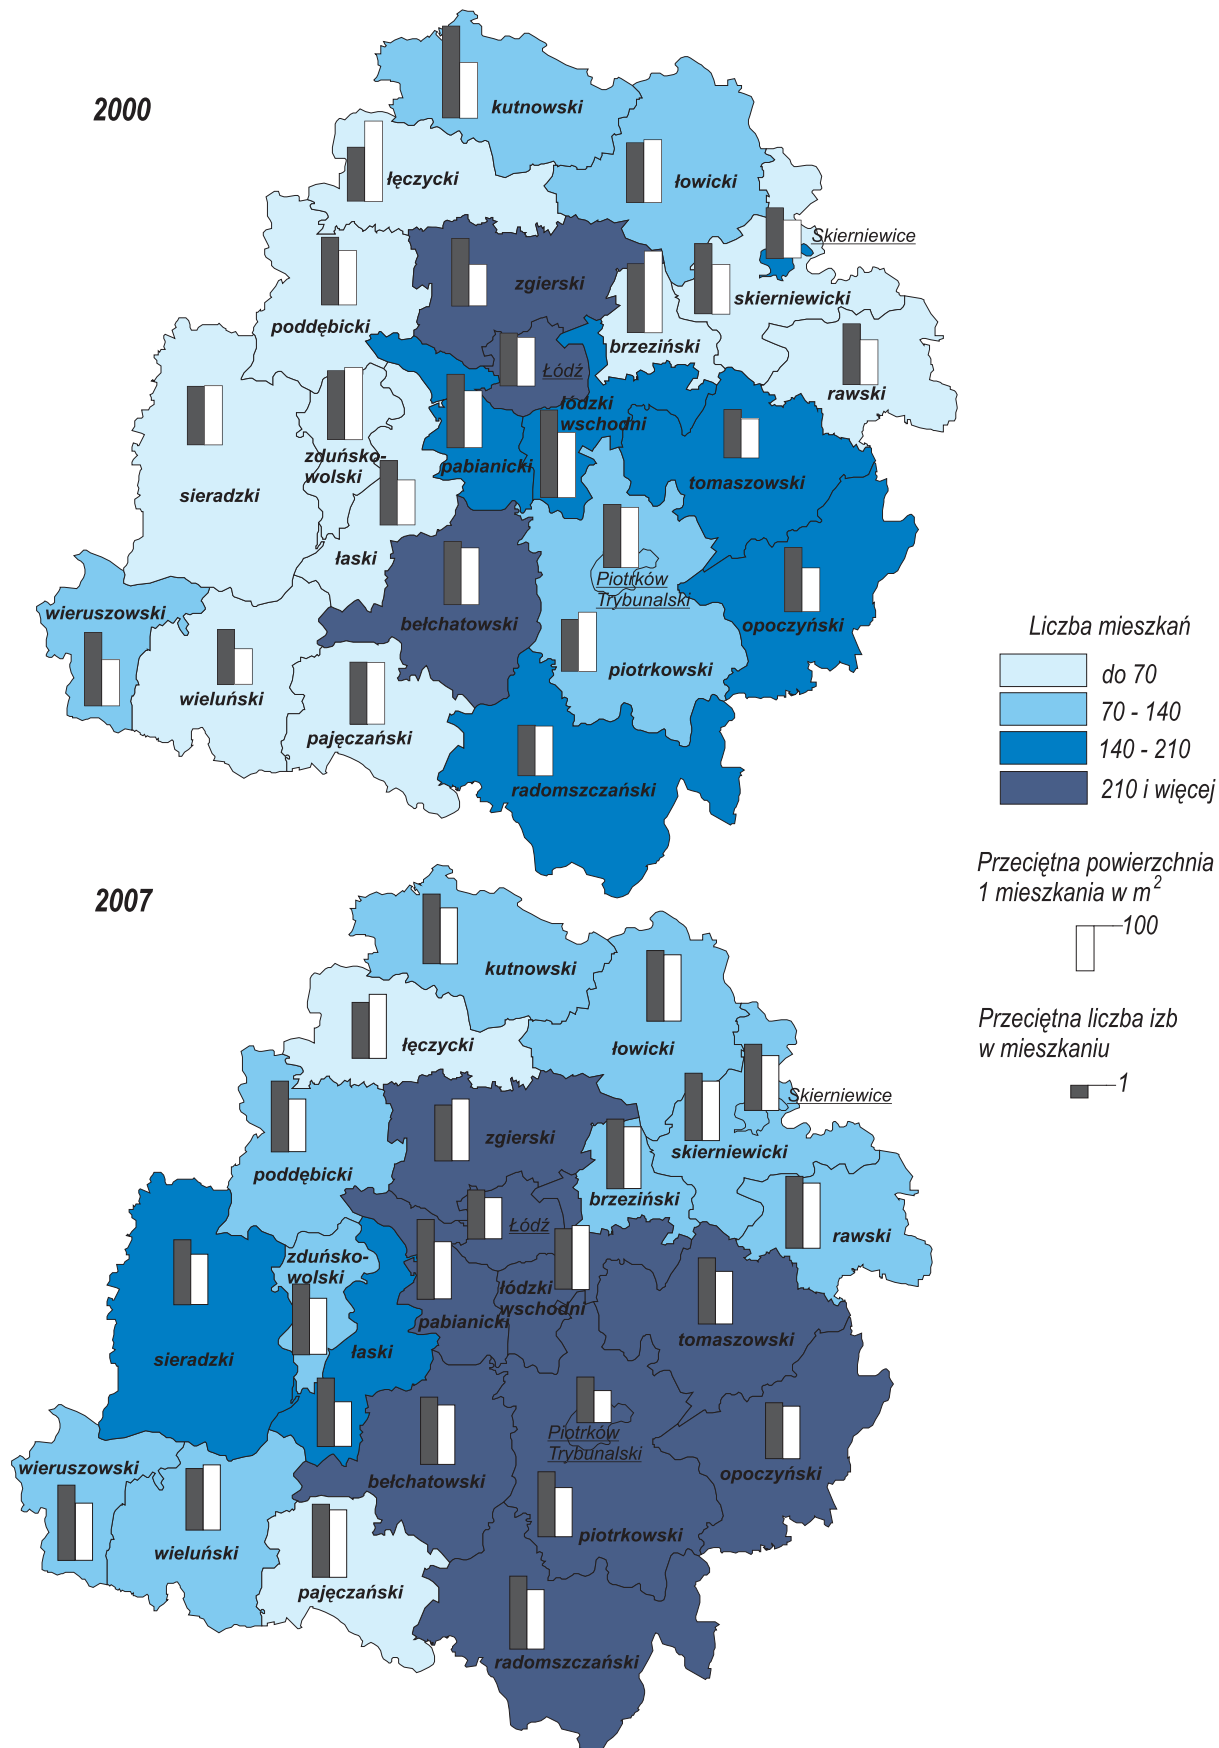 2000
kutnowski
łęczycki
łowicki
Skierniewice
zgierski
skierniewicki
poddębicki
brzeziński
Łódź
rawski
łódzki
wschodni
zduńsko-
wolski
pabianicki
tomaszowski
sieradzki
łaski
Piotrków
Trybunalski
wieruszowski
bełchatowski
opoczyński
piotrkowski
wieluński
pajęczański
radomszczański
Liczba mieszkań
do 70
70 - 140
140 - 210
210 i więcej
Przeciętna powierzchnia
1 mieszkania w m²
100
Przeciętna liczba izb
w mieszkaniu
1
2007
kutnowski
łęczycki
łowicki
Skierniewice
zgierski
skierniewicki
poddębicki
brzeziński
Łódź
rawski
zduńsko-
wolski
łódzki
wschodni
pabianicki
tomaszowski
sieradzki
łaski
Piotrków
Trybunalski
wieruszowski
bełchatowski
opoczyński
piotrkowski
wieluński
pajęczański
radomszczański